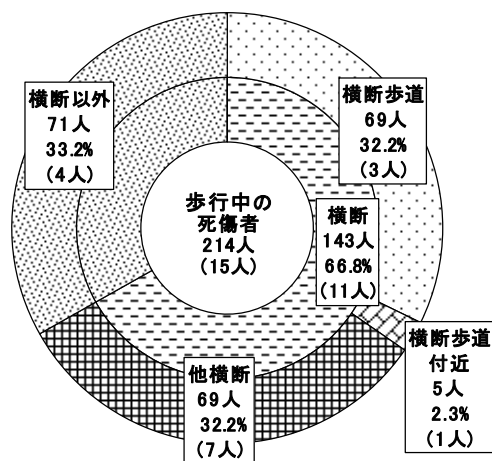 横断以外
71人
33.2%
(4人)
横断歩道
69人
32.2%
(3人)
歩行中の
死傷者
214人
(15人)
横断
143人
66.8%
(11人)
横断歩道
付近
5人
2.3%
(1人)
他横断
69人
32.2%
(7人)